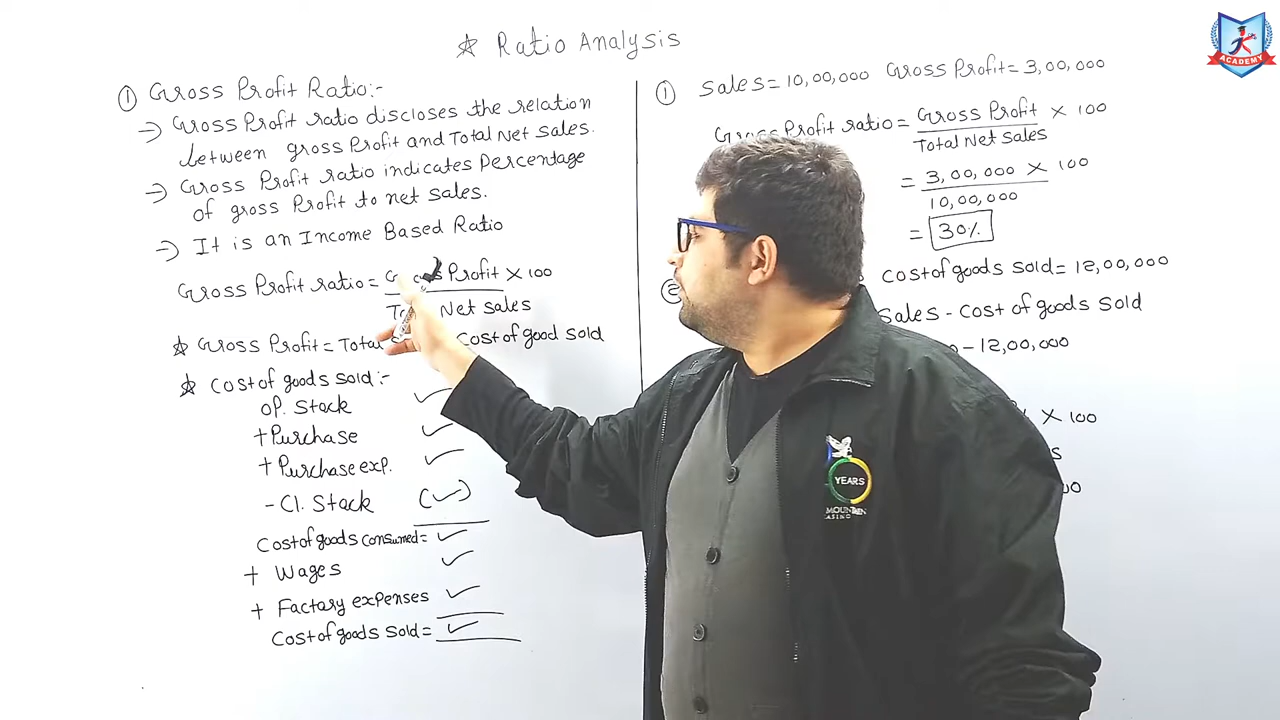 ☆ Ratio Analysis
① Gross Profit Ratio:-
→ Gross Profit ratio discloses the relation
between gross Profit and Total Net sales.
→ Gross Profit ratio indicates Percentage
of gross Profit to net sales.
→ It is an Income Based Ratio
Gross Profit ratio = Profit × 100
Net sales
☆ Gross Profit = Total Cost of good sold
☆ Cost of goods sold:-
op. Stock ✓
+ Purchase ✓
+ Purchase exp. ✓
- Cl. Stock (✓)
Cost of goods consumed = ✓
+ Wages ✓
+ Factory expenses ✓
Cost of goods sold = ✓
① Sales = 10,00,000 Gross Profit = 3,00,000
Gross Profit ratio = Gross Profit × 100
Total Net Sales
= 3,00,000 × 100
10,00,000
= 30%
② Cost of goods sold = 12,00,000
Sales - Cost of goods Sold
- 12,00,000
× 100
ACADEMY
YEARS